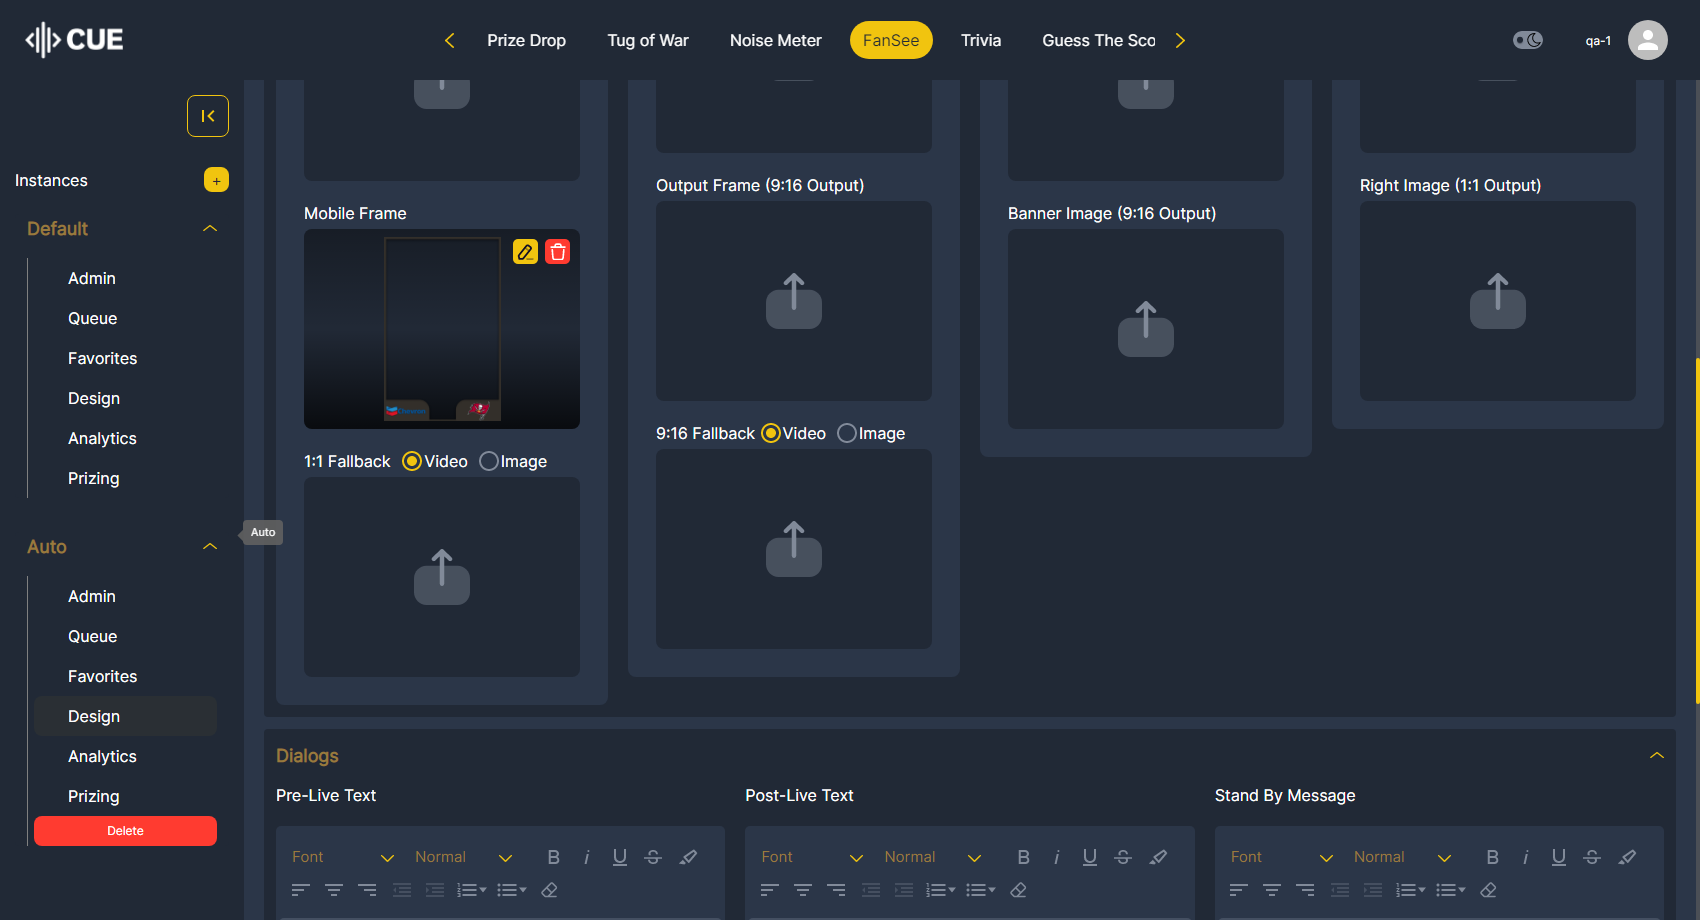 CUE
Prize Drop
Tug of War
Noise Meter
FanSee
Trivia
Guess The Sco
qa-1
Instances
+
Default
Admin
Queue
Favorites
Design
Analytics
Prizing
Auto
Auto
Admin
Queue
Favorites
Design
Analytics
Prizing
Delete
Mobile Frame
1:1 Fallback Video Image
Output Frame (9:16 Output)
9:16 Fallback Video Image
Banner Image (9:16 Output)
Right Image (1:1 Output)
Dialogs
Pre-Live Text
Font Normal B i U S
Post-Live Text
Font Normal B i U S
Stand By Message
Font Normal B i U S